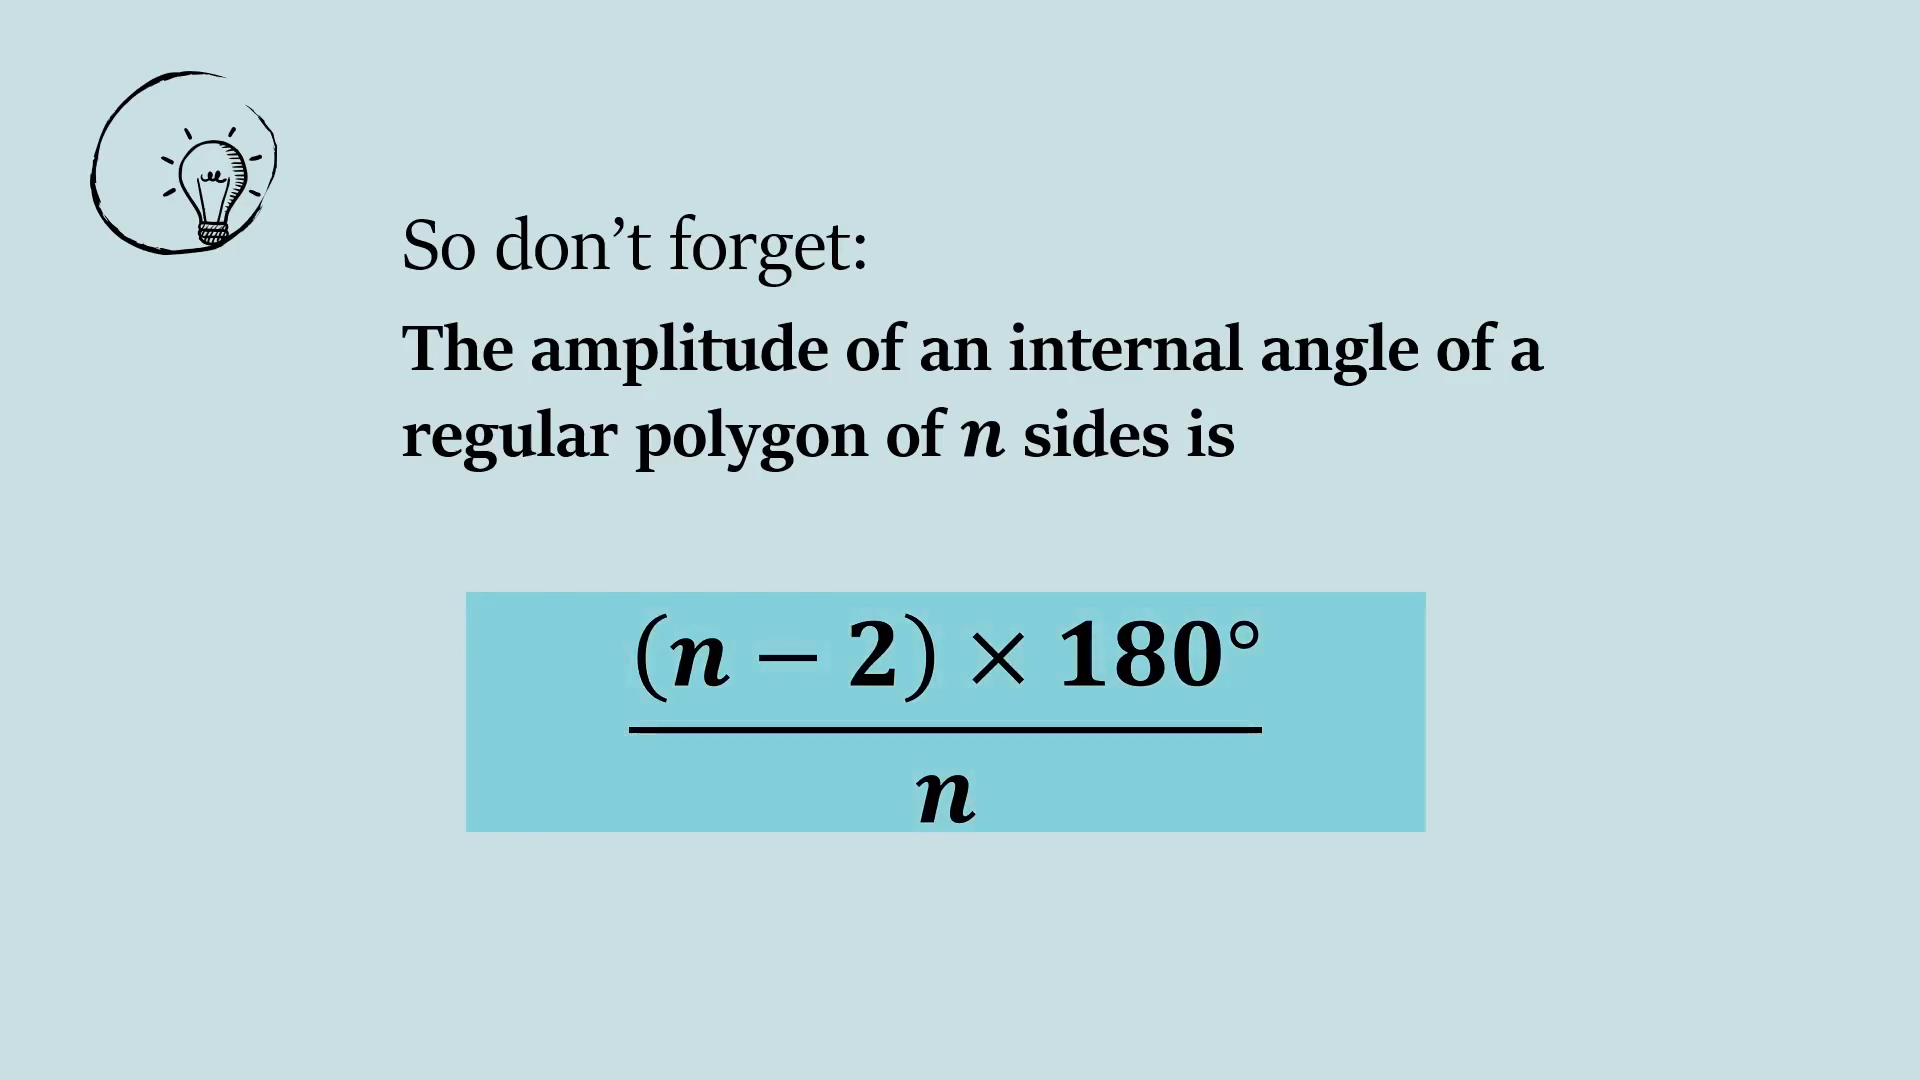 So don’t forget:
The amplitude of an internal angle of a
regular polygon of n sides is
(n − 2) × 180°
n